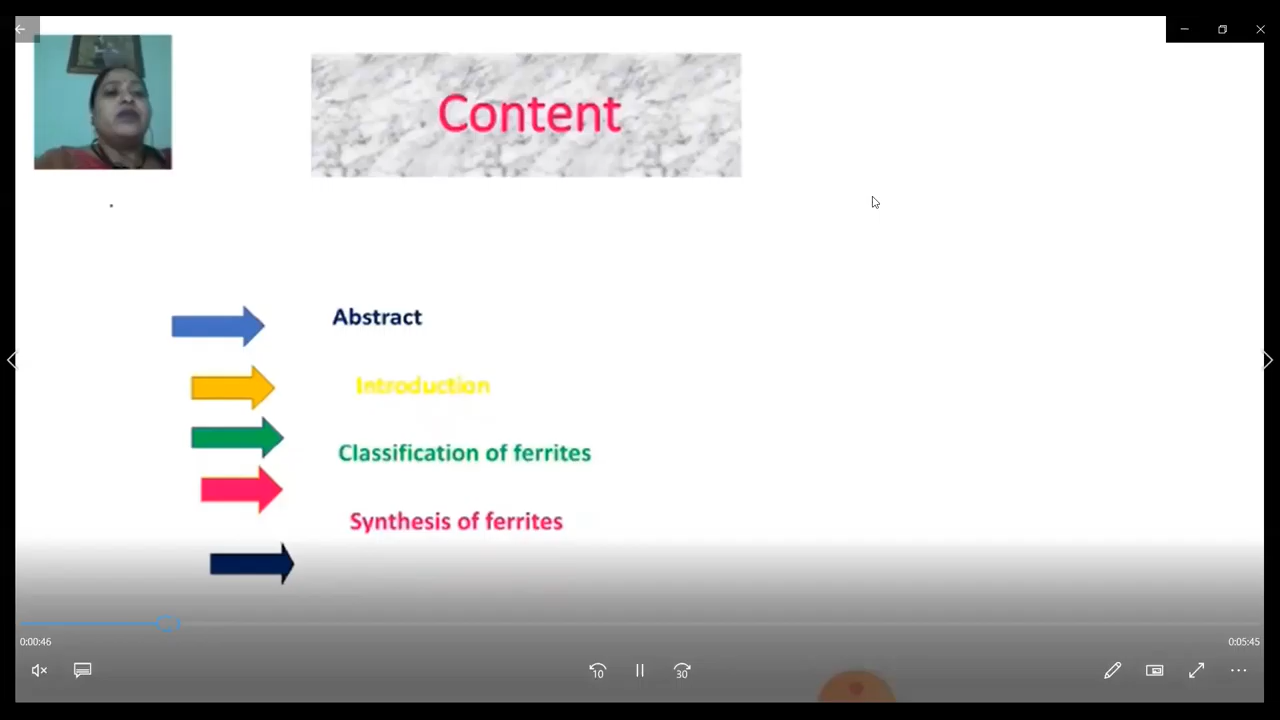 Content
Abstract
Introduction
Classification of ferrites
Synthesis of ferrites
0:00:46
0:05:45
10
30